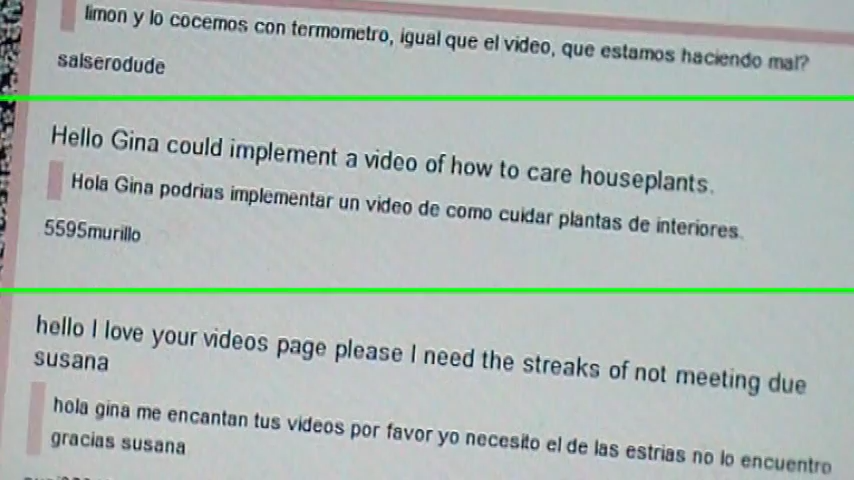 limon y lo cocemos con termometro, igual que el video, que estamos haciendo mal?
salserodude
Hello Gina could implement a video of how to care houseplants.
Hola Gina podrias implementar un video de como cuidar plantas de interiores.
5595murillo
hello I love your videos page please I need the streaks of not meeting due
susana
hola gina me encantan tus videos por favor yo necesito el de las estrias no lo encuentro
gracias susana